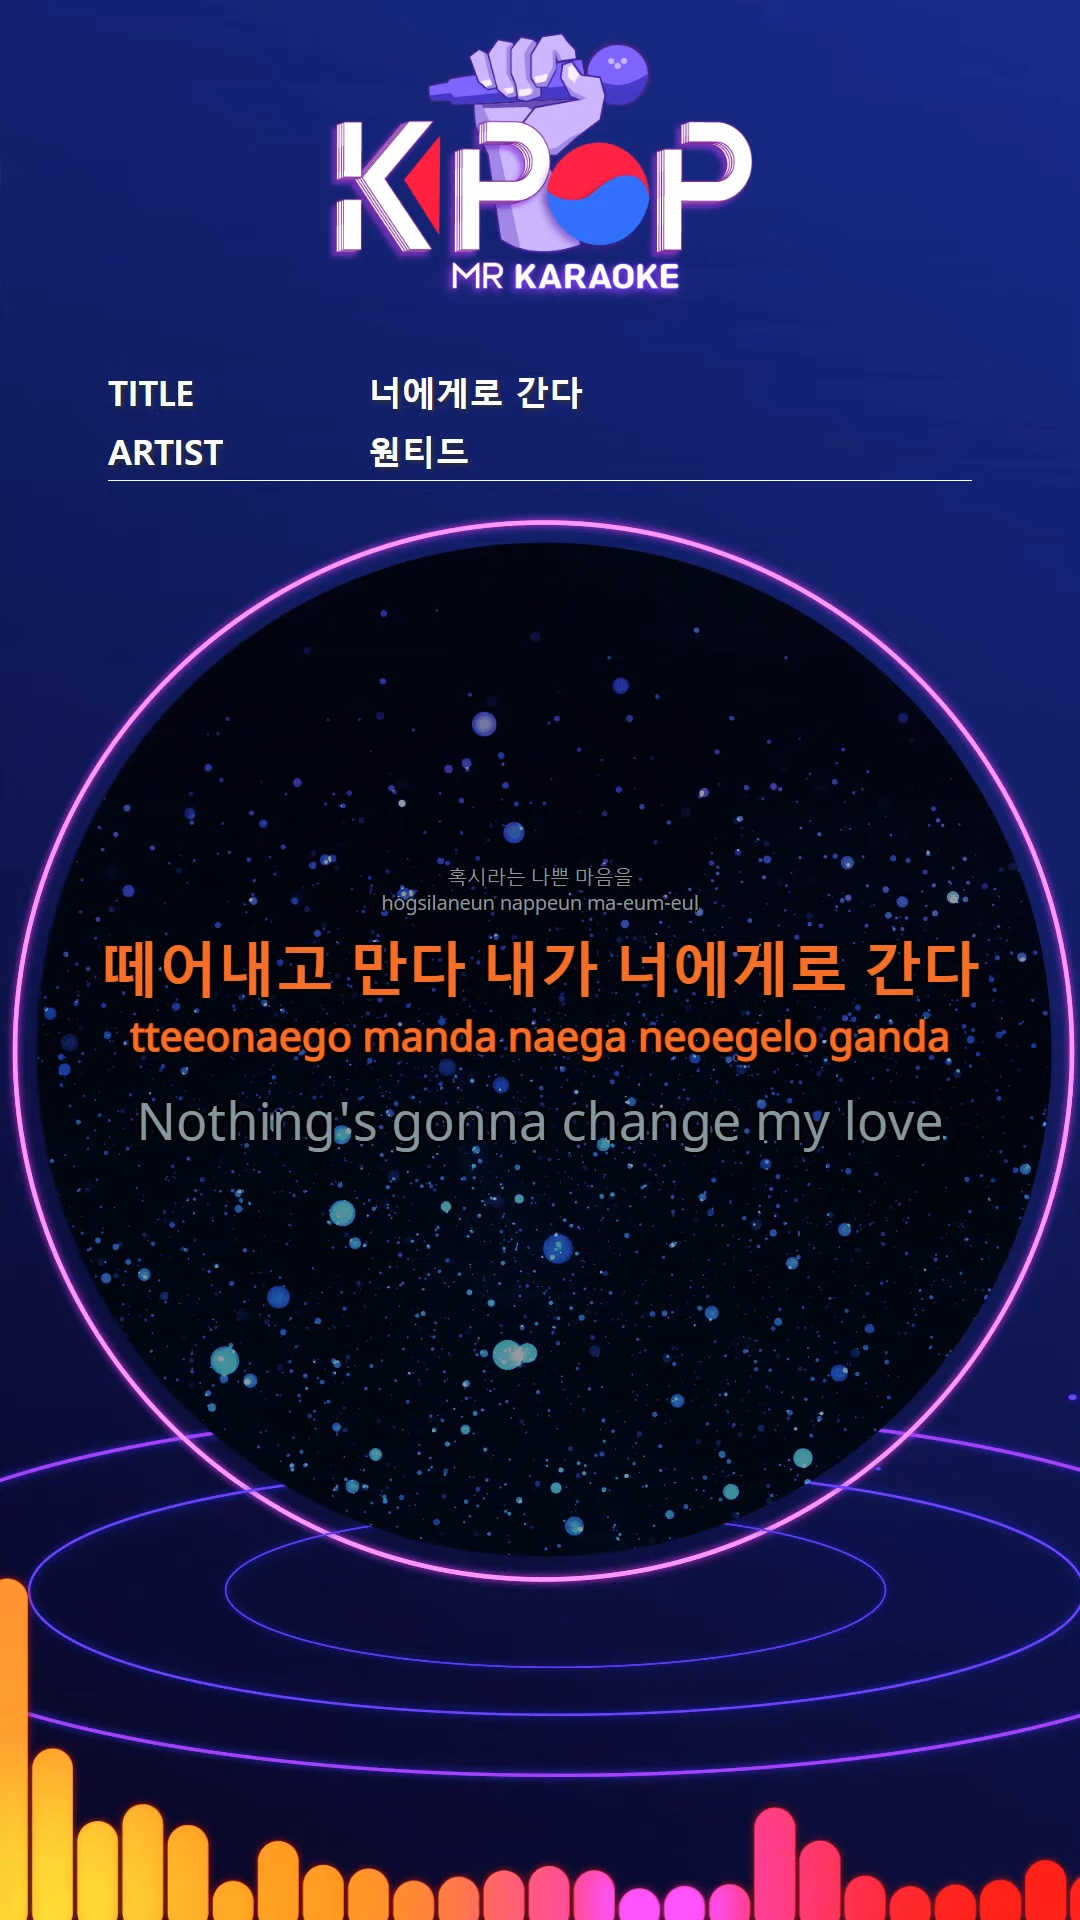 KPOP
MR KARAOKE
TITLE 너에게로 간다
ARTIST 원티드
혹시라는 나쁜 마음을
hogsilaneun nappeun ma-eum-eul
떼어내고 만다 내가 너에게로 간다
tteeonaego manda naega neoegelo ganda
Nothing's gonna change my love